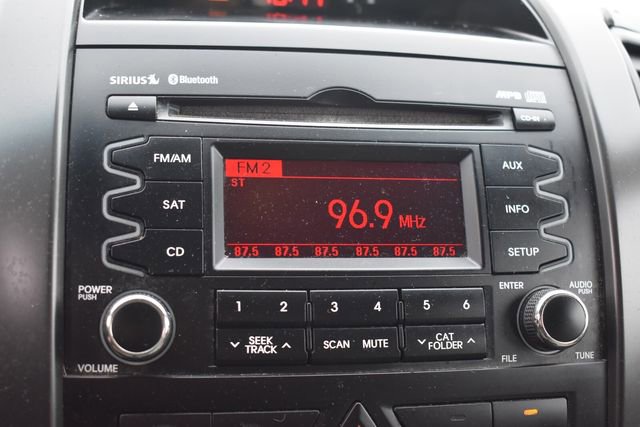 SIRIUS Bluetooth
MP3
CD-IN
FM/AM
FM2
AUX
ST
SAT
96.9 MHz
INFO
CD
87.5 87.5 87.5 87.5 87.5 87.5
SETUP
POWER
PUSH
1 2 3 4 5 6
ENTER
AUDIO
PUSH
SEEK
TRACK
SCAN MUTE
CAT
FOLDER
VOLUME
FILE
TUNE